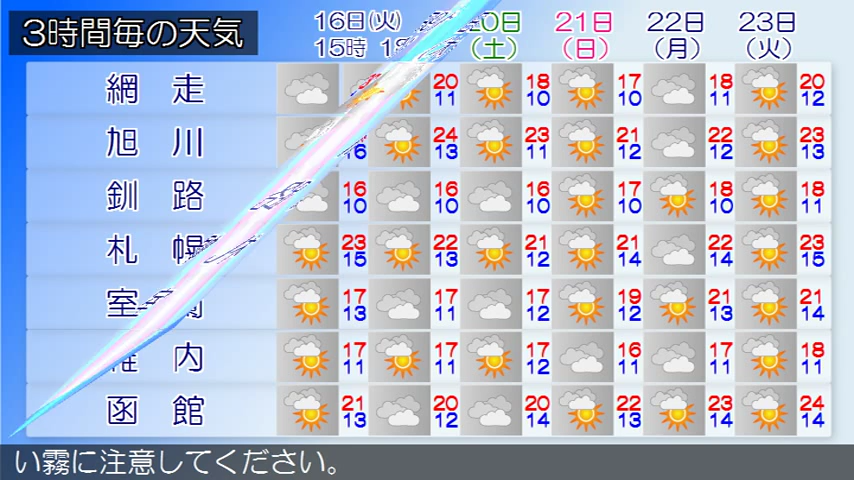 3時間毎の天気
16日(火) 20日 21日 22日 23日
15時 (土) (日) (月) (火)
網 走 20 11 18 10 17 10 18 11 20 12
旭 川 16 24 13 23 11 21 12 22 12 23 13
釧 路 16 10 16 10 16 10 17 10 18 10 18 11
札 幌 23 15 22 13 21 12 21 14 22 14 23 15
室 17 13 17 11 17 12 19 12 21 13 21 14
内 17 11 17 11 17 12 16 11 17 11 18 11
函 館 21 13 20 12 20 14 22 13 23 14 24 14
い霧に注意してください。